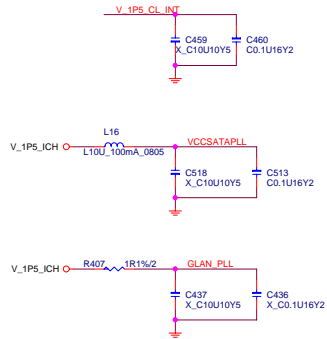 V_1P5_CL_INT
C459
X_C10U10Y5
C460
C0.1U16Y2
L16
V_1P5_ICH
L10U_100mA_0805
VCCSATAPLL
C518
X_C10U10Y5
C513
C0.1U16Y2
V_1P5_ICH
R407
1R1%/2
GLAN_PLL
C437
X_C10U10Y5
C436
X_C0.1U16Y2